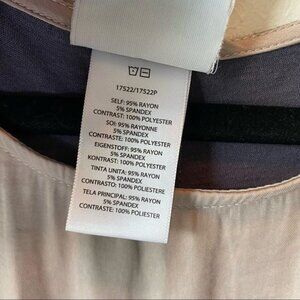 17522/17522P
SELF: 95% RAYON
5% SPANDEX
CONTRAST: 100% POLYESTER
SOI: 95% RAYONNE
5% SPANDEX
CONTRASTE: 100% POLYESTER
EIGENSTOFF: 95% RAYON
5% SPANDEX
KONTRAST: 100% POLYESTER
TINTA UNITA: 95% RAYON
5% SPANDEX
CONTRASTO: 100% POLIESTERE
TELA PRINCIPAL: 95% RAYON
5% SPANDEX
CONTRASTE: 100% POLYESTER